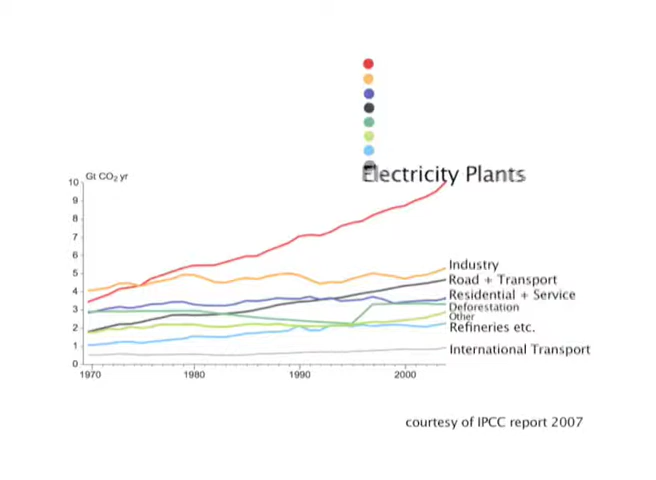 Electricity Plants
Gt CO₂ yr
10
9
8
7
6
5
4
3
2
1
0
1970
1980
1990
2000
Industry
Road + Transport
Residential + Service
Deforestation
Other
Refineries etc.
International Transport
courtesy of IPCC report 2007